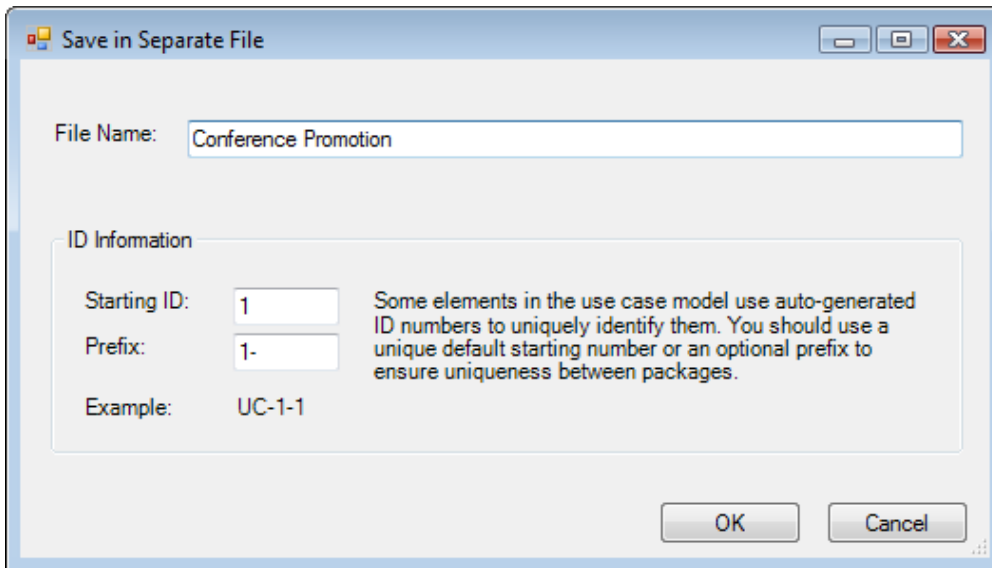 Save in Separate File
File Name: Conference Promotion
ID Information
Starting ID: 1
Prefix: 1-
Example: UC-1-1
Some elements in the use case model use auto-generated
ID numbers to uniquely identify them. You should use a
unique default starting number or an optional prefix to
ensure uniqueness between packages.
OK Cancel